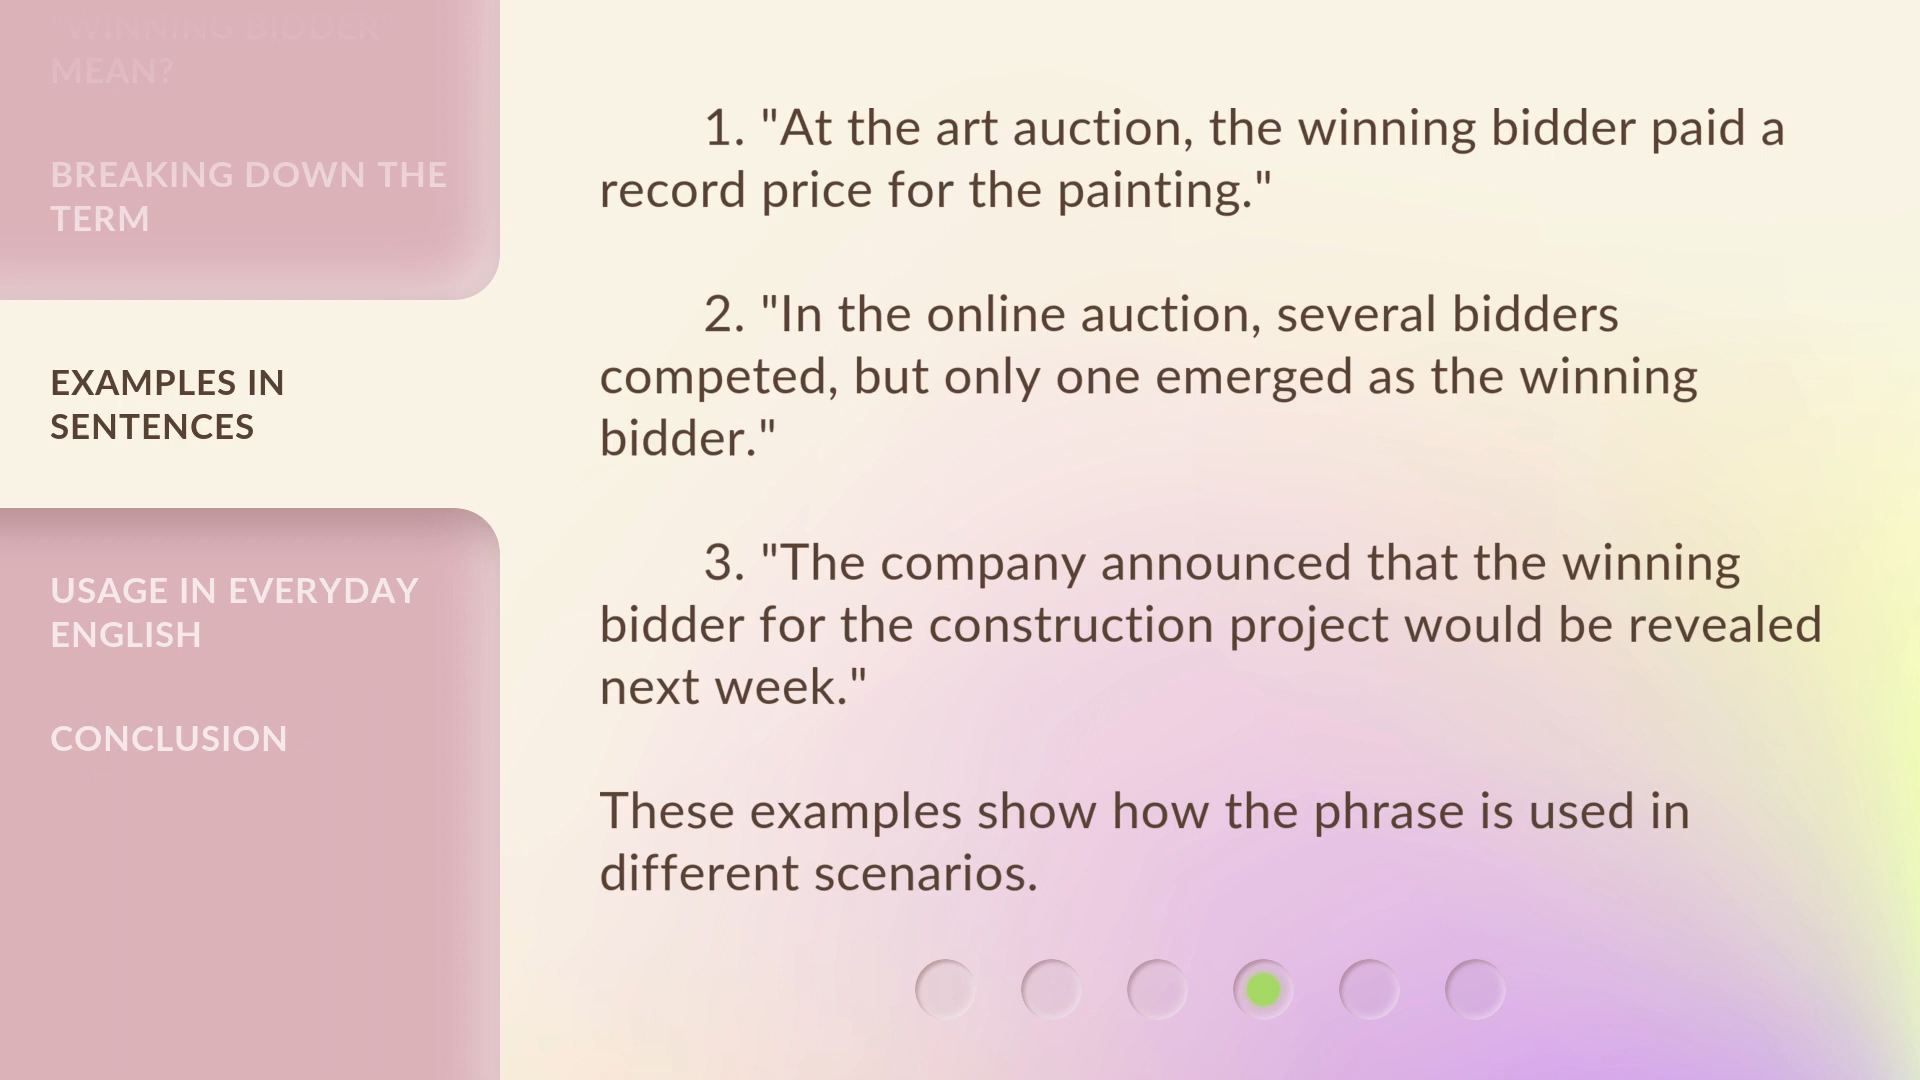 "WINNING BIDDER"
MEAN?
BREAKING DOWN THE
TERM
EXAMPLES IN
SENTENCES
USAGE IN EVERYDAY
ENGLISH
CONCLUSION
1. "At the art auction, the winning bidder paid a
record price for the painting."
2. "In the online auction, several bidders
competed, but only one emerged as the winning
bidder."
3. "The company announced that the winning
bidder for the construction project would be revealed
next week."
These examples show how the phrase is used in
different scenarios.